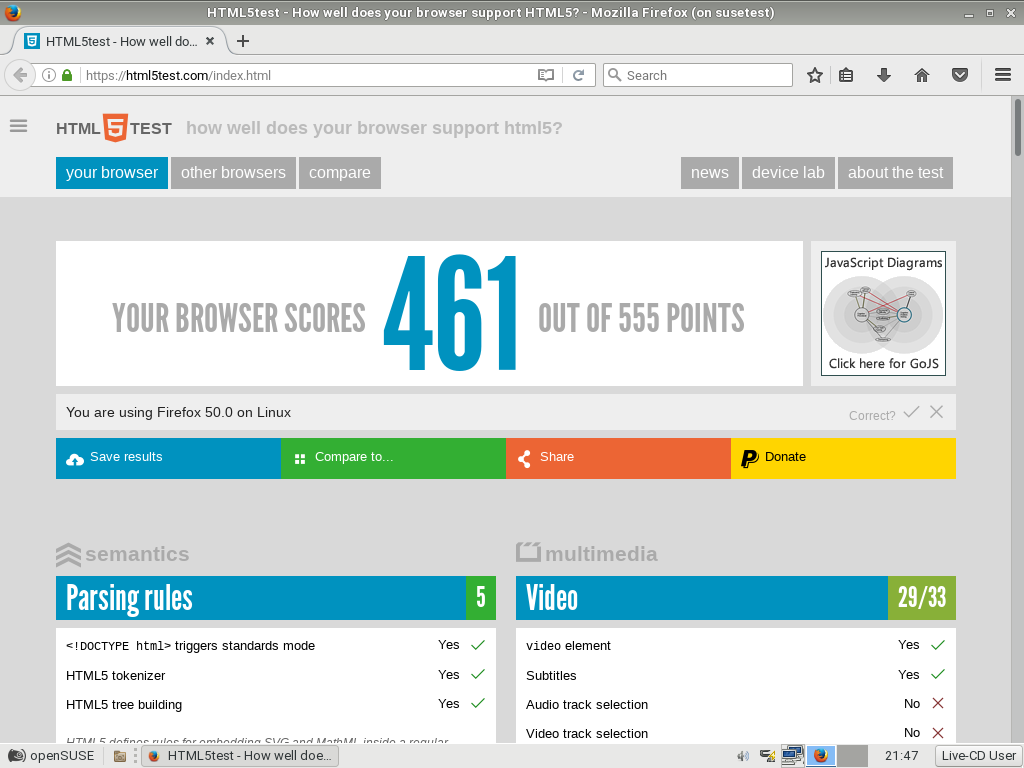 HTML5test - How well does your browser support HTML5? - Mozilla Firefox (on susetest)
HTML5test - How well do...
https://html5test.com/index.html
Search
HTML 5 TEST how well does your browser support html5?
your browser other browsers compare news device lab about the test
YOUR BROWSER SCORES 461 OUT OF 555 POINTS
JavaScript Diagrams
Click here for GoJS
You are using Firefox 50.0 on Linux Correct?
Save results Compare to... Share Donate
semantics
Parsing rules 5
<!DOCTYPE html> triggers standards mode Yes
HTML5 tokenizer Yes
HTML5 tree building Yes
HTML5 defines rules for embedding SVG and MathML inside a regular
multimedia
Video 29/33
video element Yes
Subtitles Yes
Audio track selection No
Video track selection No
openSUSE HTML5test - How well doe... 21:47 Live-CD User